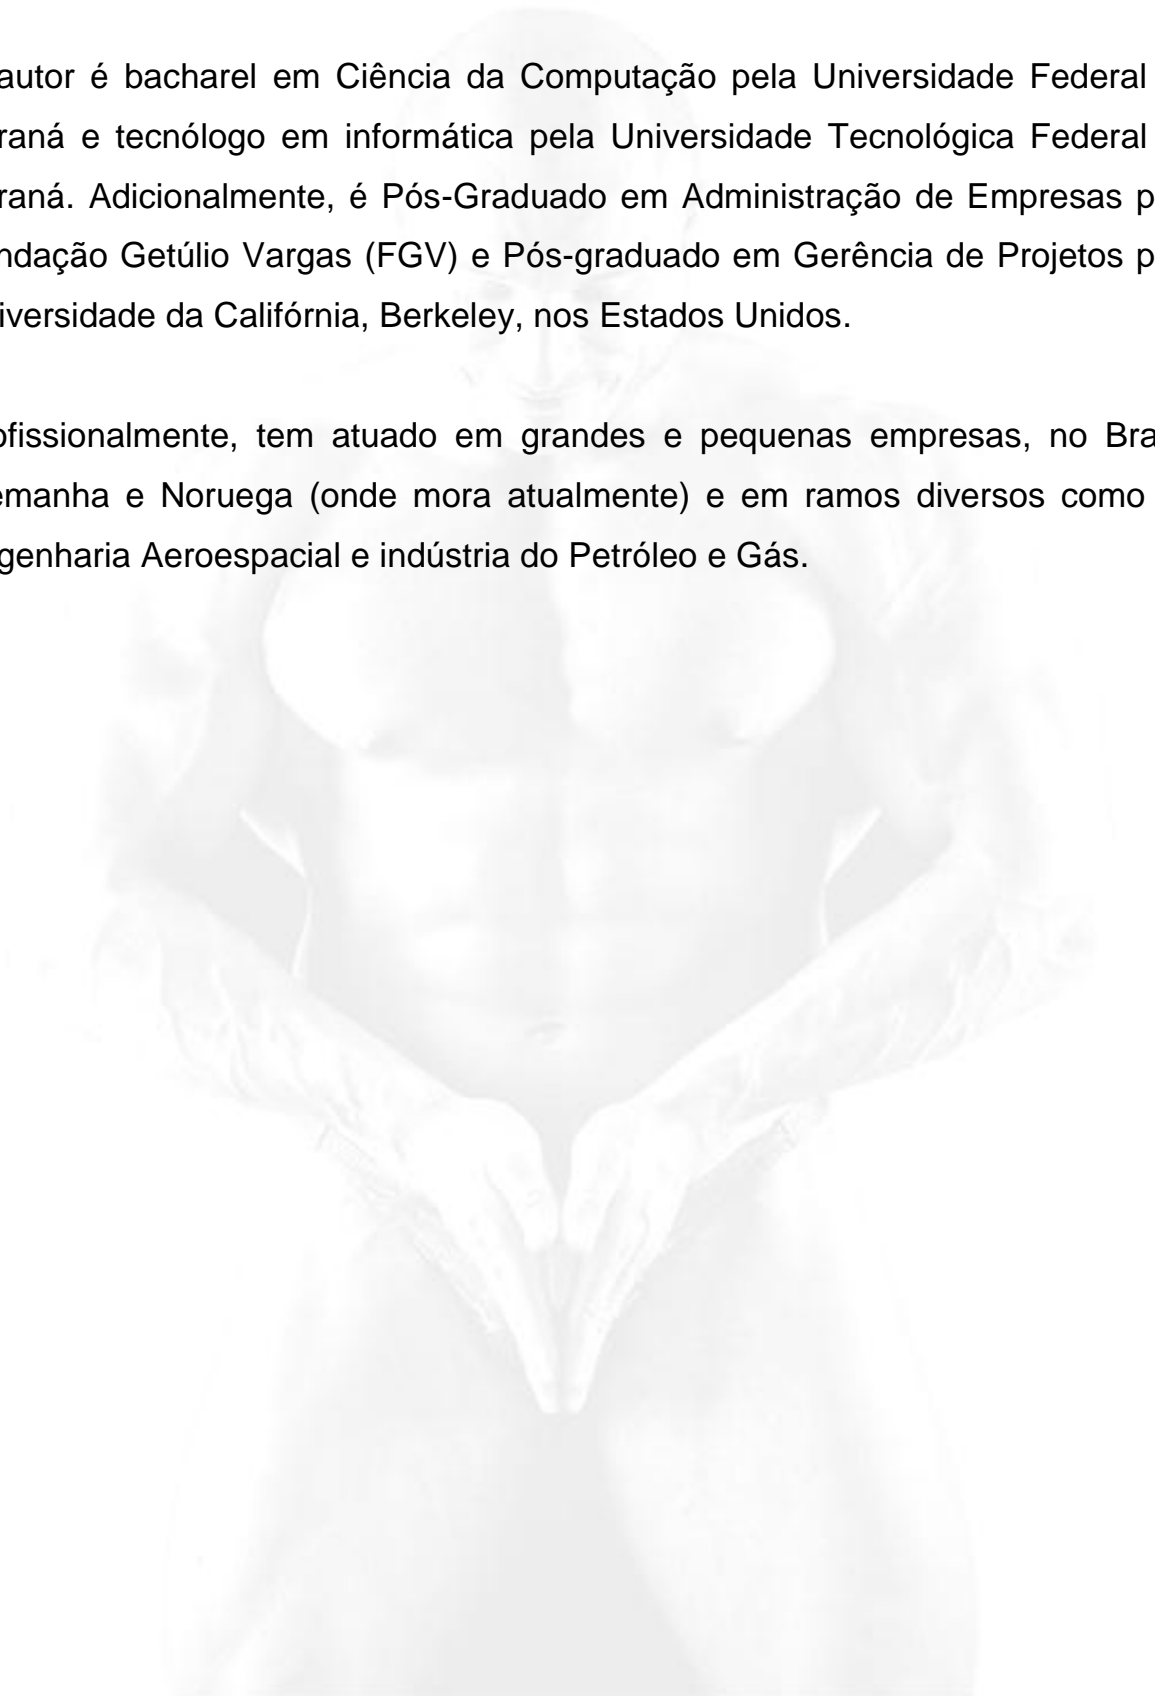 autor é bacharel em Ciência da Computação pela Universidade Federal
raná e tecnólogo em informática pela Universidade Tecnológica Federal
raná. Adicionalmente, é Pós-Graduado em Administração de Empresas p
ndação Getúlio Vargas (FGV) e Pós-graduado em Gerência de Projetos p
iversidade da Califórnia, Berkeley, nos Estados Unidos.
ofissionalmente, tem atuado em grandes e pequenas empresas, no Bra
emanha e Noruega (onde mora atualmente) e em ramos diversos como
genharia Aeroespacial e indústria do Petróleo e Gás.